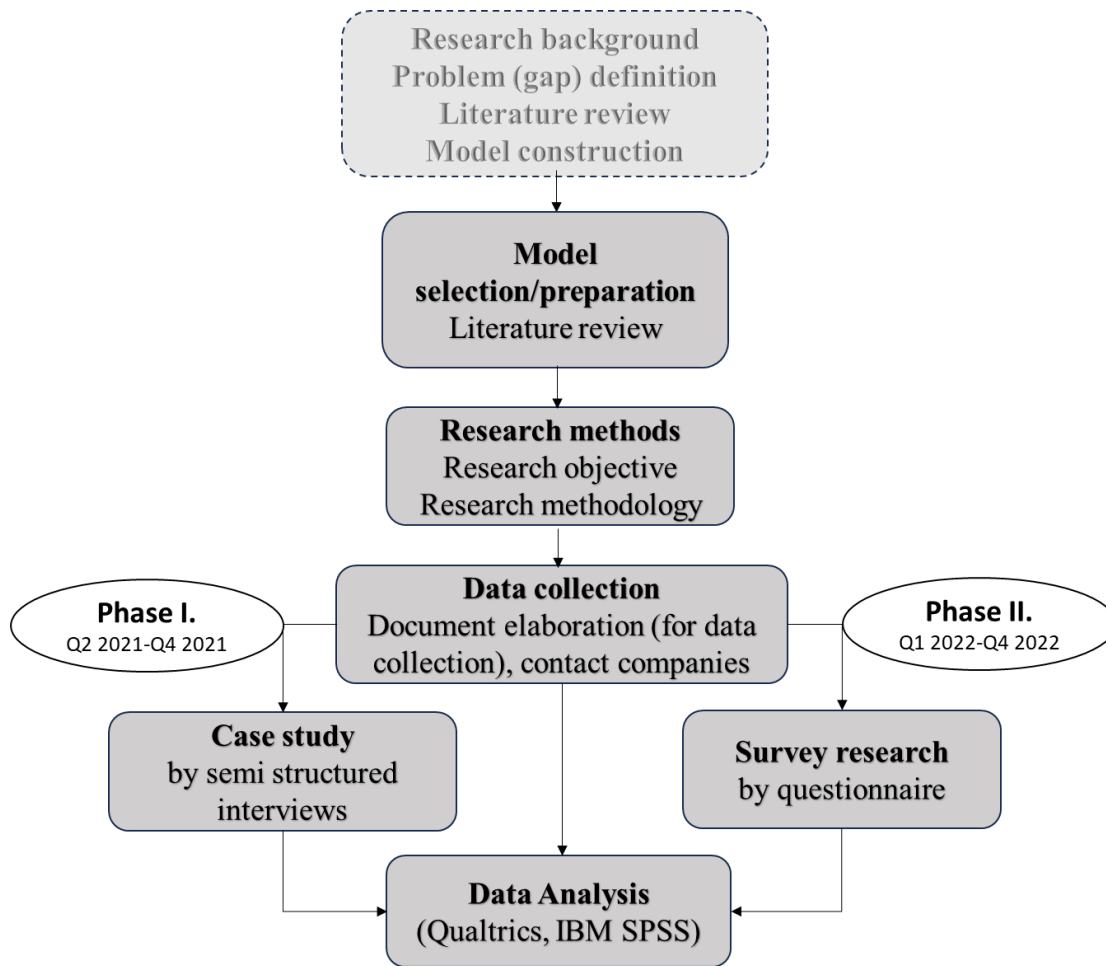 Research background
Problem (gap) definition
Literature review
Model construction
Model
selection/preparation
Literature review
Research methods
Research objective
Research methodology
Data collection
Document elaboration (for data
collection), contact companies
Phase I.
Q2 2021-Q4 2021
Phase II.
Q1 2022-Q4 2022
Case study
by semi structured
interviews
Survey research
by questionnaire
Data Analysis
(Qualtrics, IBM SPSS)